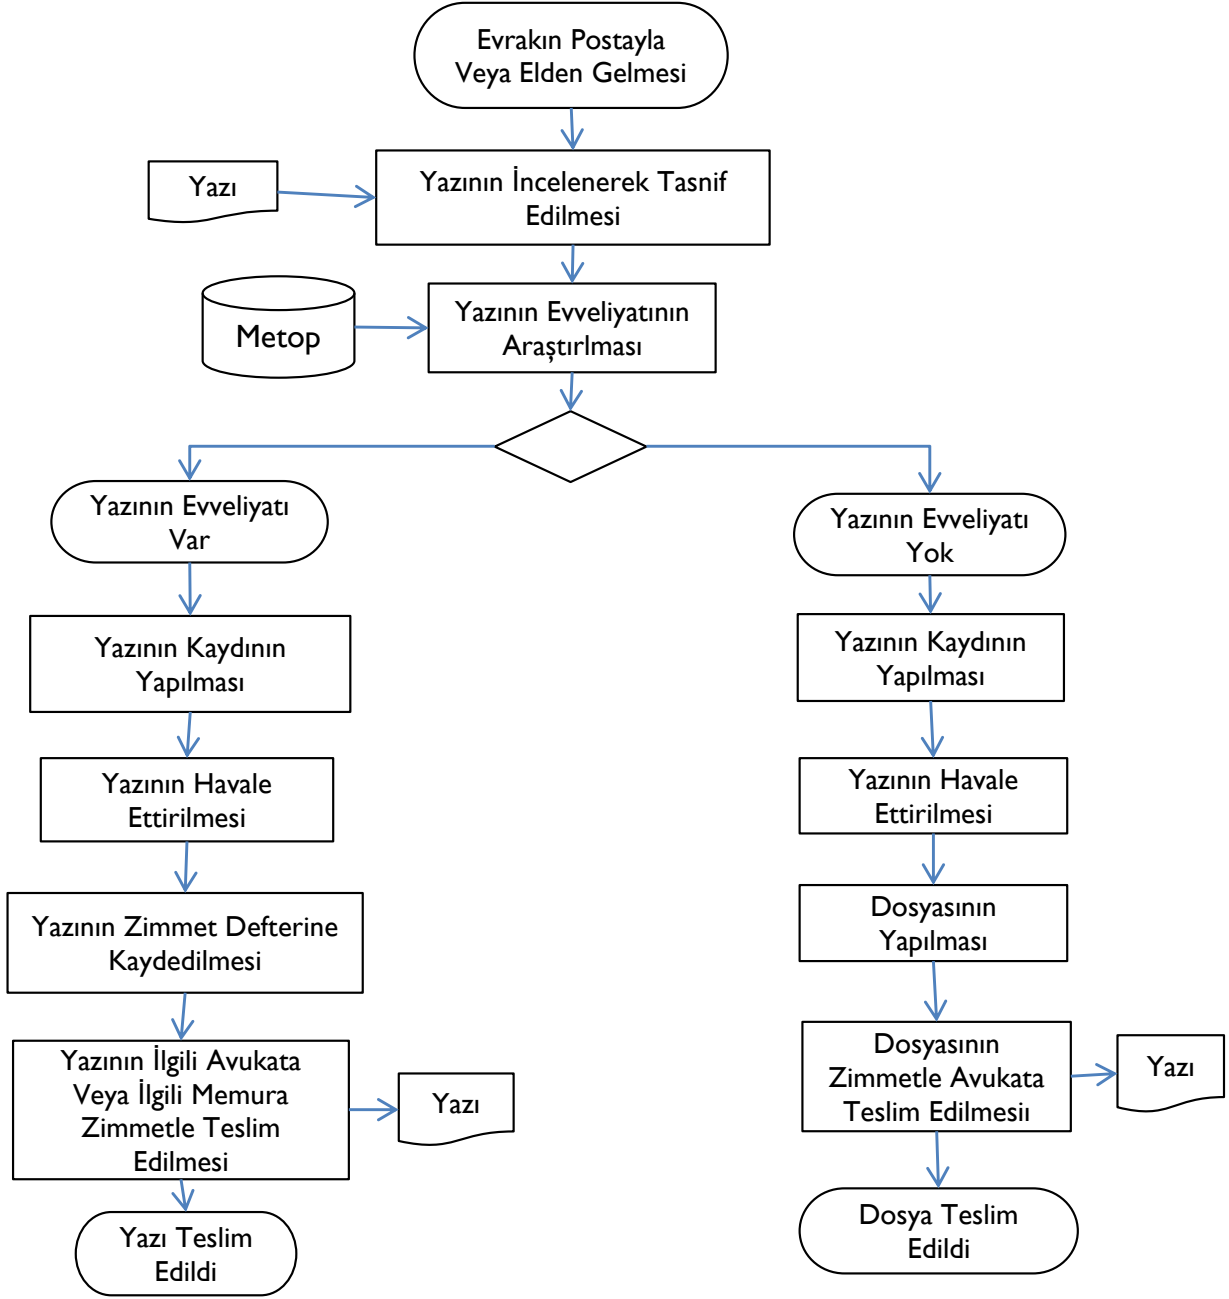 Evrakın Postayla
Veya Elden Gelmesi
Yazı
Yazının İncelenerek Tasnif
Edilmesi
Metop
Yazının Evveliyatının
Araştırlması
Yazının Evveliyatı
Var
Yazının Evveliyatı
Yok
Yazının Kaydının
Yapılması
Yazının Kaydının
Yapılması
Yazının Havale
Ettirilmesi
Yazının Havale
Ettirilmesi
Yazının Zimmet Defterine
Kaydedilmesi
Dosyasının
Yapılması
Yazının İlgili Avukata
Veya İlgili Memura
Zimmetle Teslim
Edilmesi
Yazı
Dosyasının
Zimmetle Avukata
Teslim Edilmesiı
Yazı
Yazı Teslim
Edildi
Dosya Teslim
Edildi